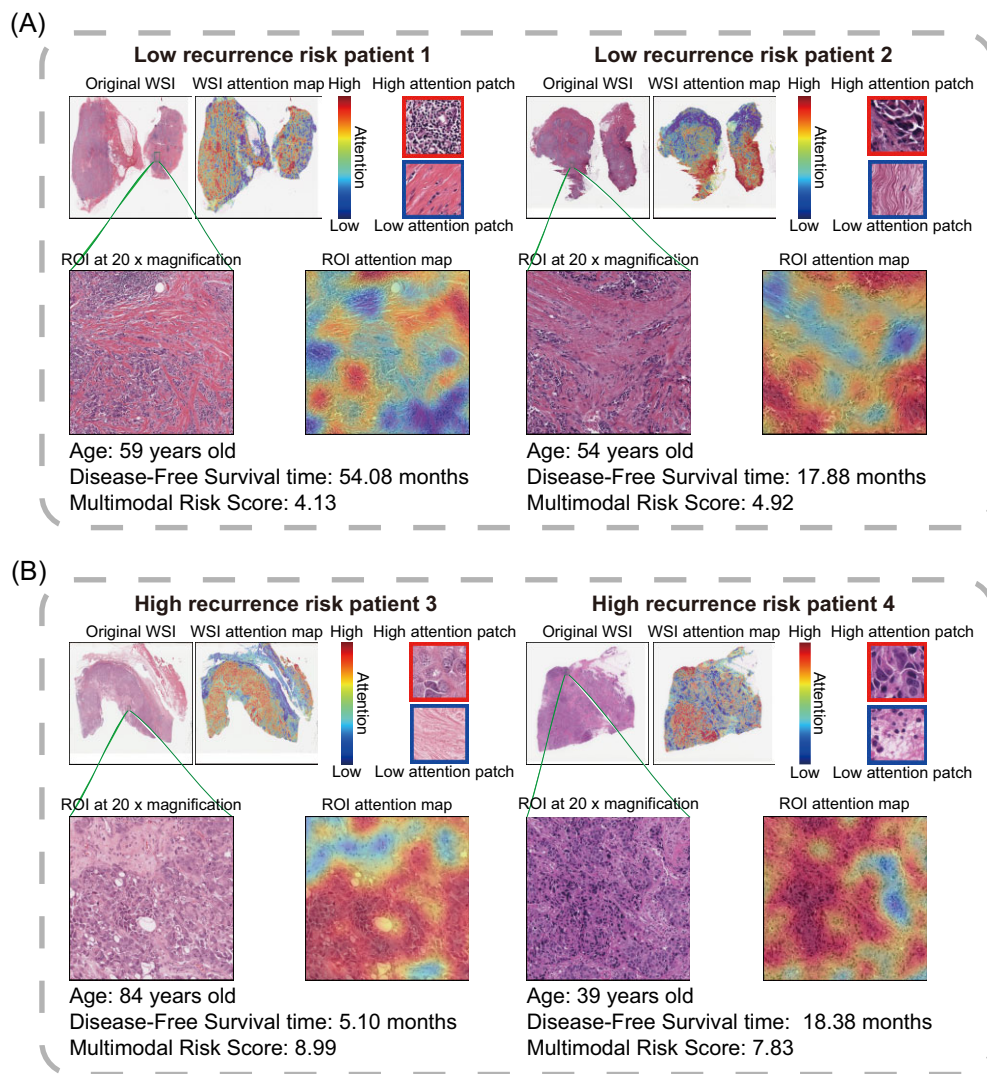 (A)
Low recurrence risk patient 1
Original WSI
WSI attention map
High
Attention
Low
High attention patch
Low attention patch
ROI at 20 x magnification
ROI attention map
Age: 59 years old
Disease-Free Survival time: 54.08 months
Multimodal Risk Score: 4.13
Low recurrence risk patient 2
Original WSI
WSI attention map
High
Attention
Low
High attention patch
Low attention patch
ROI at 20 x magnification
ROI attention map
Age: 54 years old
Disease-Free Survival time: 17.88 months
Multimodal Risk Score: 4.92
(B)
High recurrence risk patient 3
Original WSI
WSI attention map
High
Attention
Low
High attention patch
Low attention patch
ROI at 20 x magnification
ROI attention map
Age: 84 years old
Disease-Free Survival time: 5.10 months
Multimodal Risk Score: 8.99
High recurrence risk patient 4
Original WSI
WSI attention map
High
Attention
Low
High attention patch
Low attention patch
ROI at 20 x magnification
ROI attention map
Age: 39 years old
Disease-Free Survival time: 18.38 months
Multimodal Risk Score: 7.83